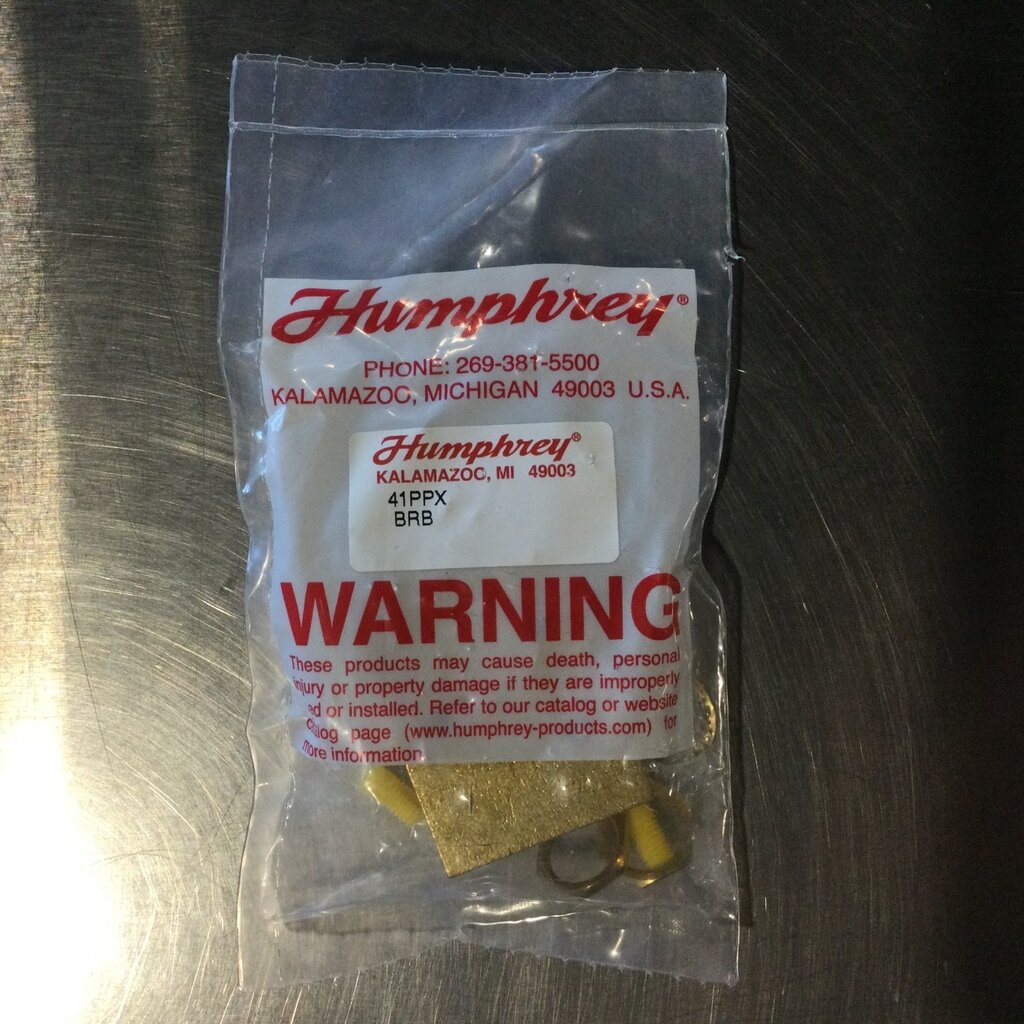 Humphrey®
PHONE: 269-381-5500
KALAMAZOO, MICHIGAN 49003 U.S.A.
Humphrey®
KALAMAZOO, MI 49003
41PPX
BRB
WARNING
These products may cause death, personal
injury or property damage if they are improperly
ed or installed. Refer to our catalog or website
catalog page (www.humphrey-products.com) for
more information.